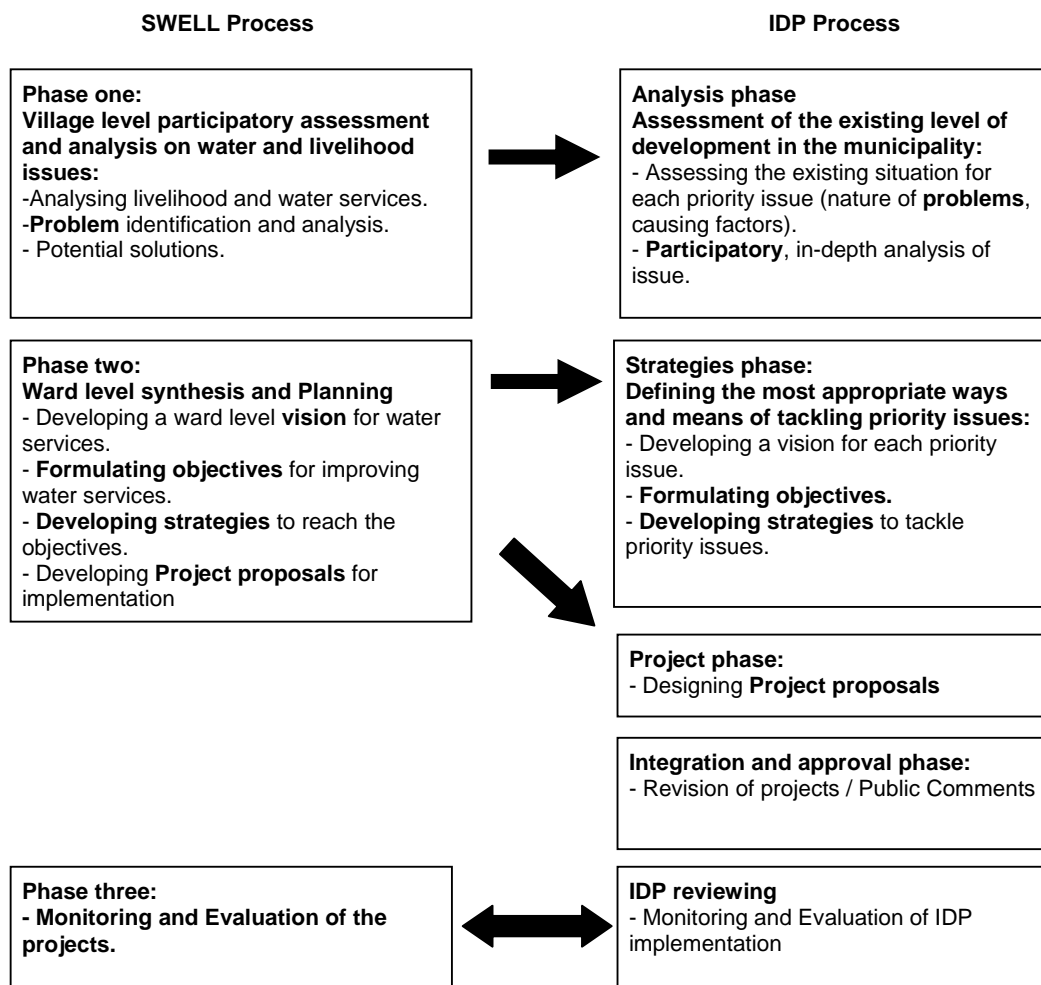 SWELL Process
IDP Process
Phase one:
Village level participatory assessment
and analysis on water and livelihood
issues:
-Analysing livelihood and water services.
-Problem identification and analysis.
- Potential solutions.
Analysis phase
Assessment of the existing level of
development in the municipality:
- Assessing the existing situation for
each priority issue (nature of problems,
causing factors).
- Participatory, in-depth analysis of
issue.
Phase two:
Ward level synthesis and Planning
- Developing a ward level vision for water
services.
- Formulating objectives for improving
water services.
- Developing strategies to reach the
objectives.
- Developing Project proposals for
implementation
Strategies phase:
Defining the most appropriate ways
and means of tackling priority issues:
- Developing a vision for each priority
issue.
- Formulating objectives.
- Developing strategies to tackle
priority issues.
Project phase:
- Designing Project proposals
Integration and approval phase:
- Revision of projects / Public Comments
Phase three:
- Monitoring and Evaluation of the
projects.
IDP reviewing
- Monitoring and Evaluation of IDP
implementation